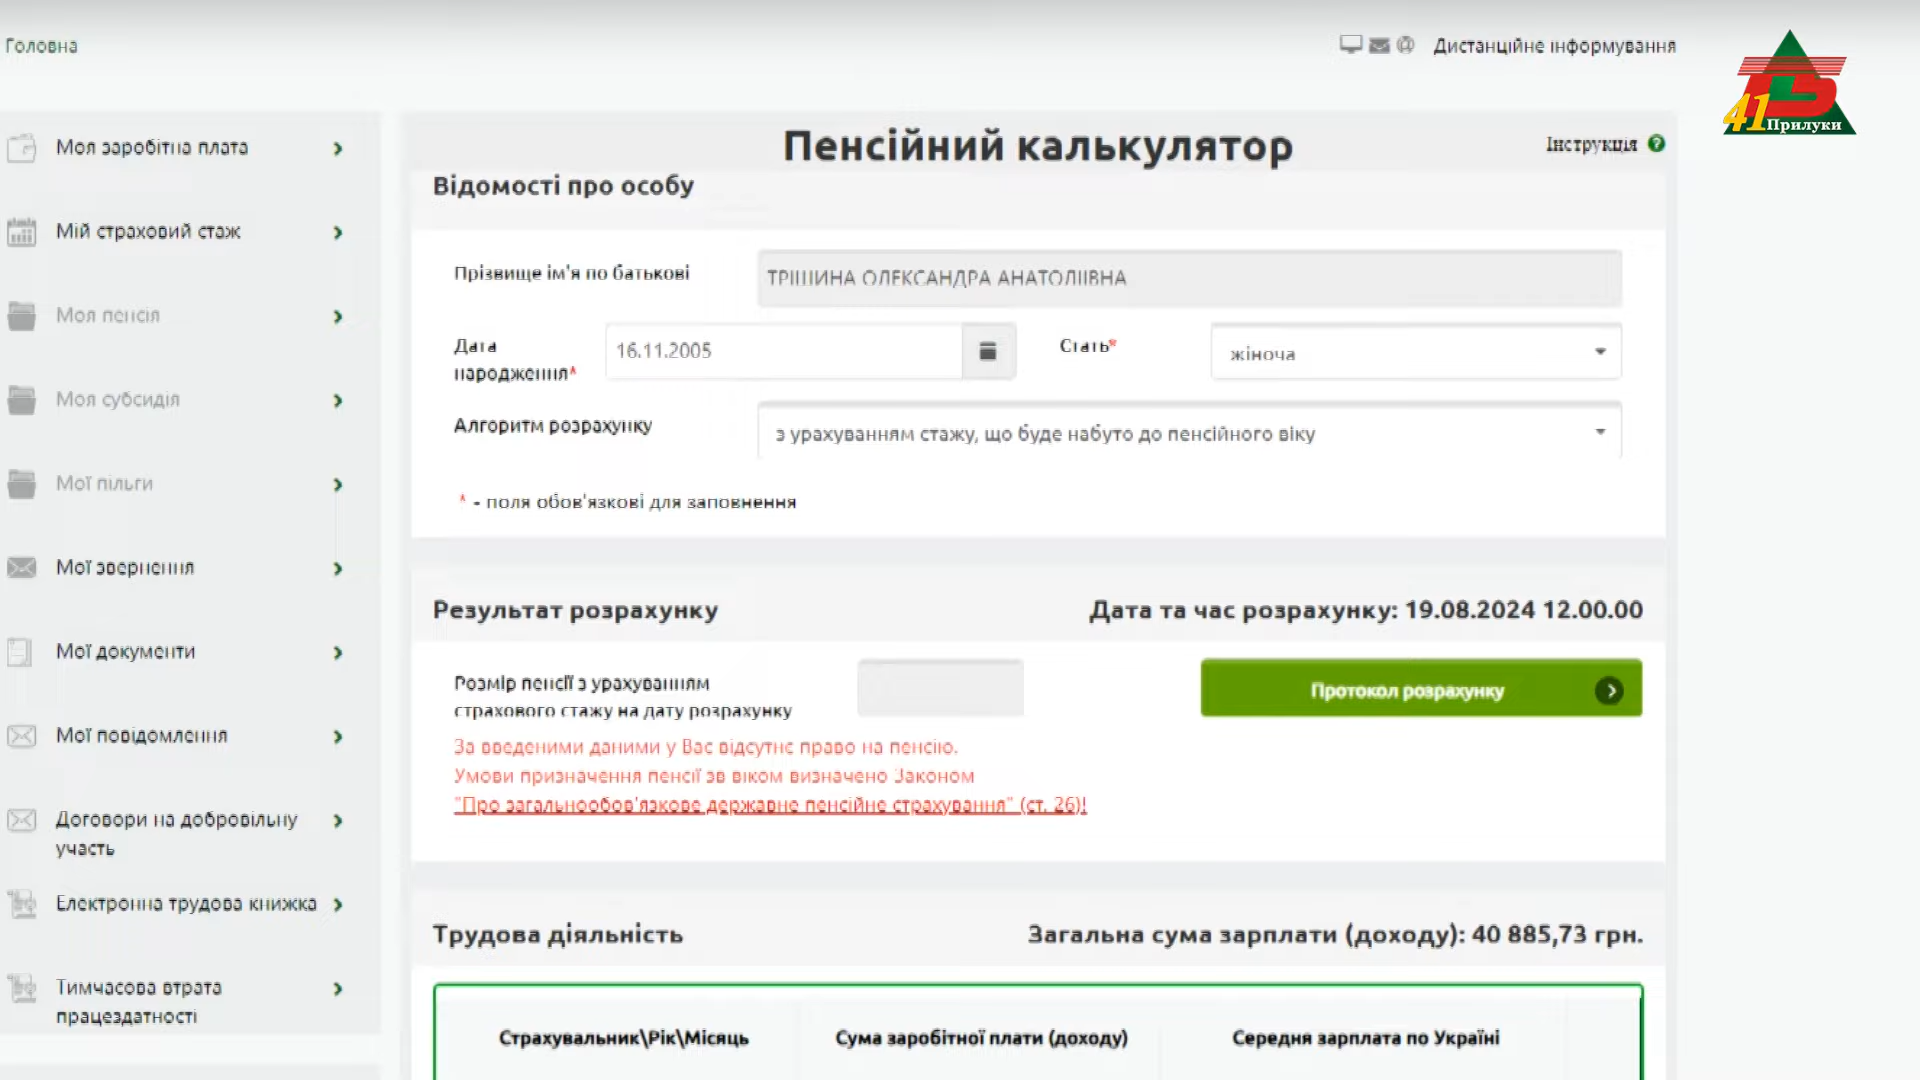 Головна
Дистанційне інформування
41
Прилуки
Моя заробітна плата
Мій страховий стаж
Моя пенсія
Моя субсидія
Мої пільги
Мої звернення
Мої документи
Мої повідомлення
Договори на добровільну
участь
Електронна трудова книжка
Тимчасова втрата
працездатності
Пенсійний калькулятор
Інструкція ?
Відомості про особу
Прізвище ім'я по батькові
ТРІШИНА ОЛЕКСАНДРА АНАТОЛІЇВНА
Дата
народження*
16.11.2005
Стать*
жіноча
Алгоритм розрахунку
з урахуванням стажу, що буде набуто до пенсійного віку
* - поля обов'язкові для заповнення
Результат розрахунку
Дата та час розрахунку: 19.08.2024 12.00.00
Розмір пенсії з урахуванням
страхового стажу на дату розрахунку
Протокол розрахунку
За введеними даними у Вас відсутнє право на пенсію.
Умови призначення пенсії за віком визначено Законом
"Про загальнообов'язкове державне пенсійне страхування" (ст. 26)!
Трудова діяльність
Загальна сума зарплати (доходу): 40 885,73 грн.
Страхувальник\Рік\Місяць
Сума заробітної плати (доходу)
Середня зарплата по Україні